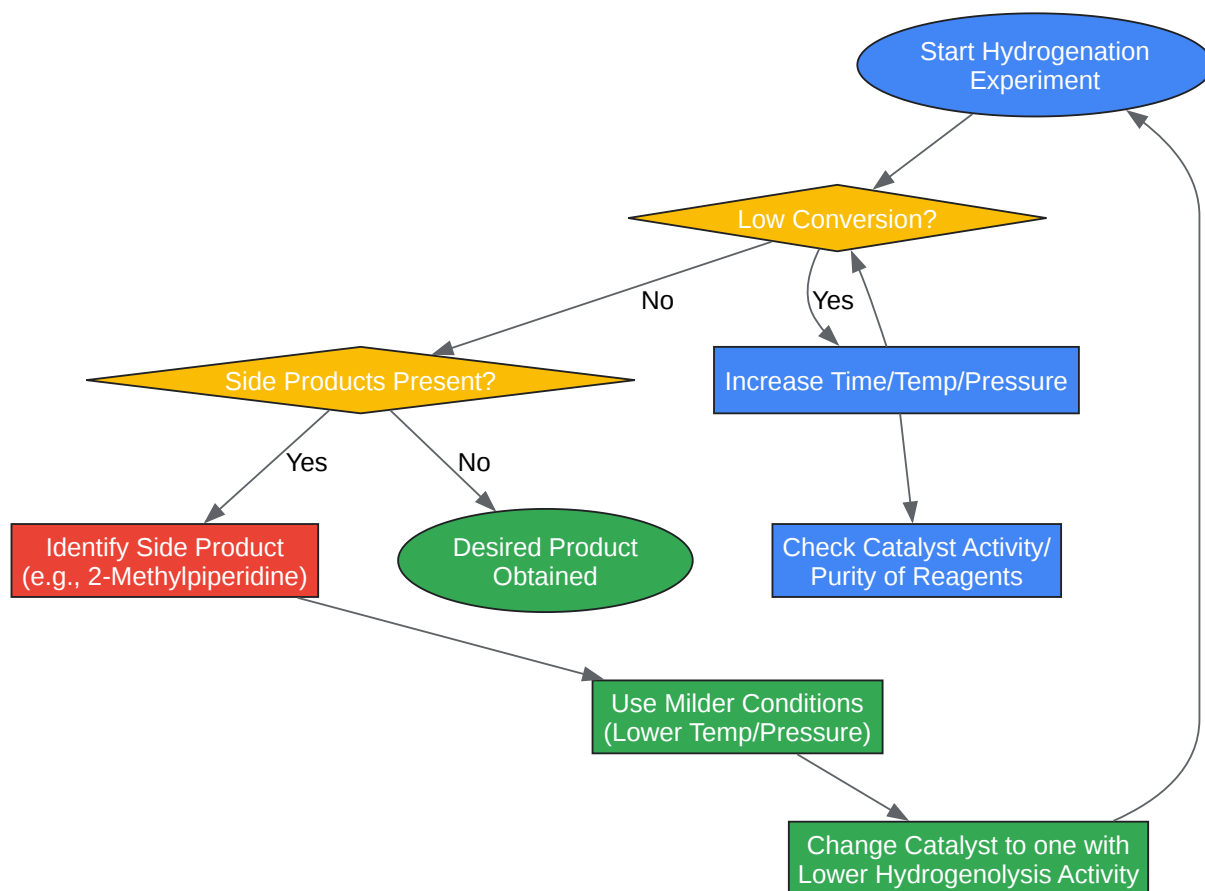 Start Hydrogenation
Experiment
Low Conversion?
No
Yes
Side Products Present?
Increase Time/Temp/Pressure
Yes
No
Identify Side Product
(e.g., 2-Methylpiperidine)
Desired Product
Obtained
Check Catalyst Activity/
Purity of Reagents
Use Milder Conditions
(Lower Temp/Pressure)
Change Catalyst to one with
Lower Hydrogenolysis Activity